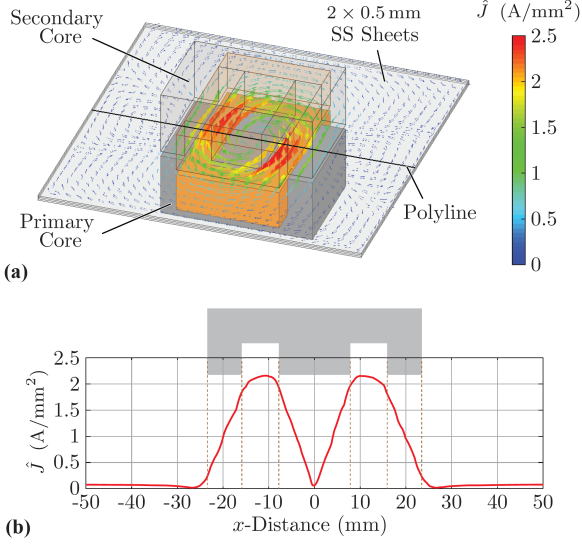 Secondary
Core
2 × 0.5 mm
SS Sheets
Ĵ (A/mm²)
2.5
2
1.5
1
0.5
0
Polyline
Primary
Core
(a)
2.5
2
1.5
1
0.5
0
Ĵ (A/mm²)
-50 -40 -30 -20 -10 0 10 20 30 40 50
x-Distance (mm)
(b)